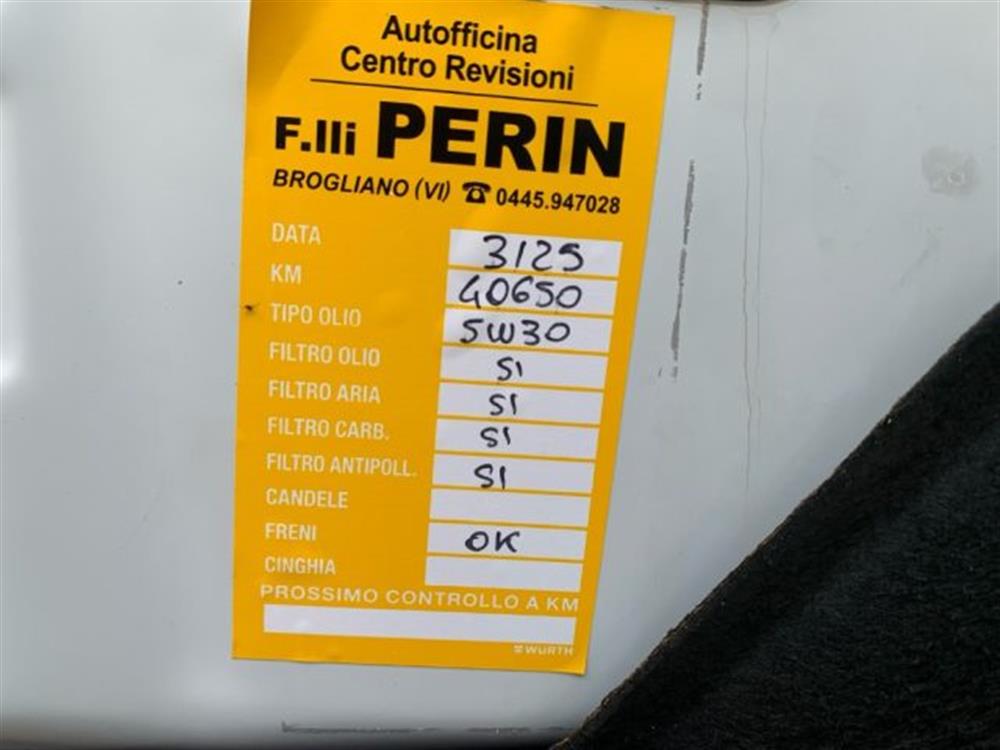 Autofficina
Centro Revisioni
F.lli PERIN
BROGLIANO (VI) ☎ 0445.947028
DATA 3125
KM 40650
TIPO OLIO 5W30
FILTRO OLIO SI
FILTRO ARIA SI
FILTRO CARB. SI
FILTRO ANTIPOLL. SI
CANDELE
FRENI OK
CINGHIA
PROSSIMO CONTROLLO A KM
WÜRTH